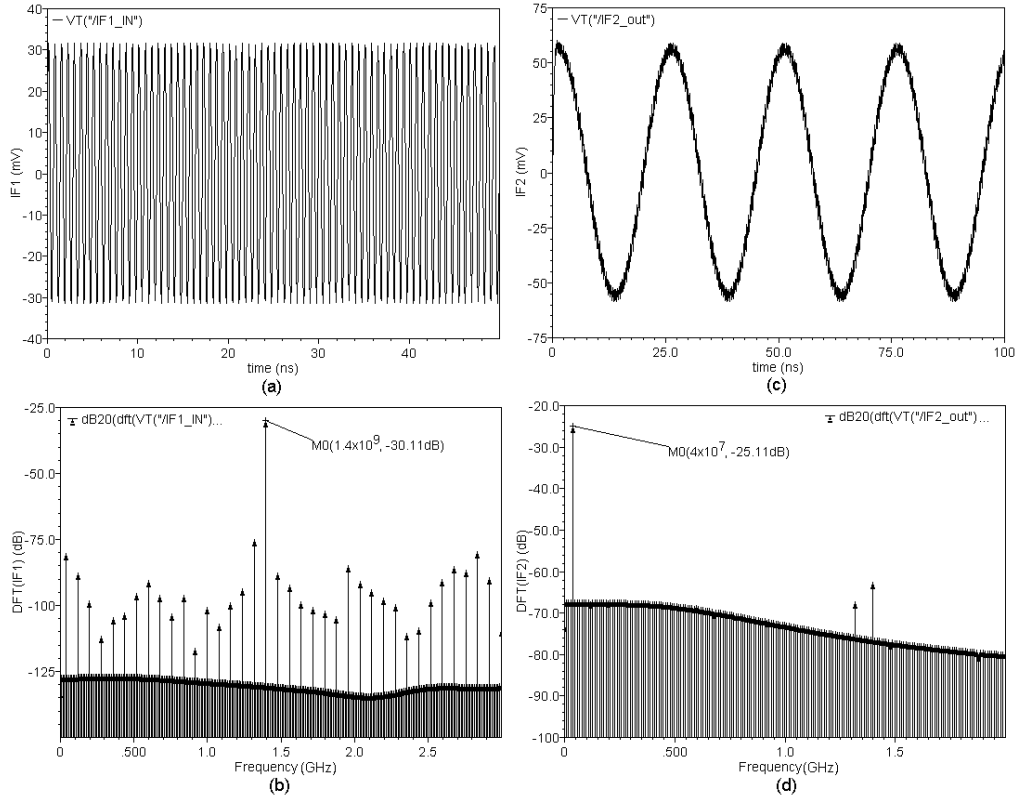 VT("/IF1_IN")
40
30
20
10
0
-10
-20
-30
-40
IF1 (mV)
0
10
20
30
40
time (ns)
(a)
VT("/IF2_out")
75
50
25
0
-25
-50
-75
IF2 (mV)
0
25.0
50.0
75.0
100
time (ns)
(c)
-25.0
-50.0
-75.0
-100
-125
DFT(IF1) (dB)
dB20(dft(VT("/IF1_IN")...
M0(1.4x10^9, -30.11dB)
0
.500
1.0
1.5
2.0
2.5
Frequency(GHz)
(b)
-20.0
-30.0
-40.0
-50.0
-60.0
-70.0
-80.0
-90.0
-100
DFT(IF2) (dB)
dB20(dft(VT("/IF2_out")...
M0(4x10^7, -25.11dB)
0
.500
1.0
1.5
Frequency (GHz)
(d)